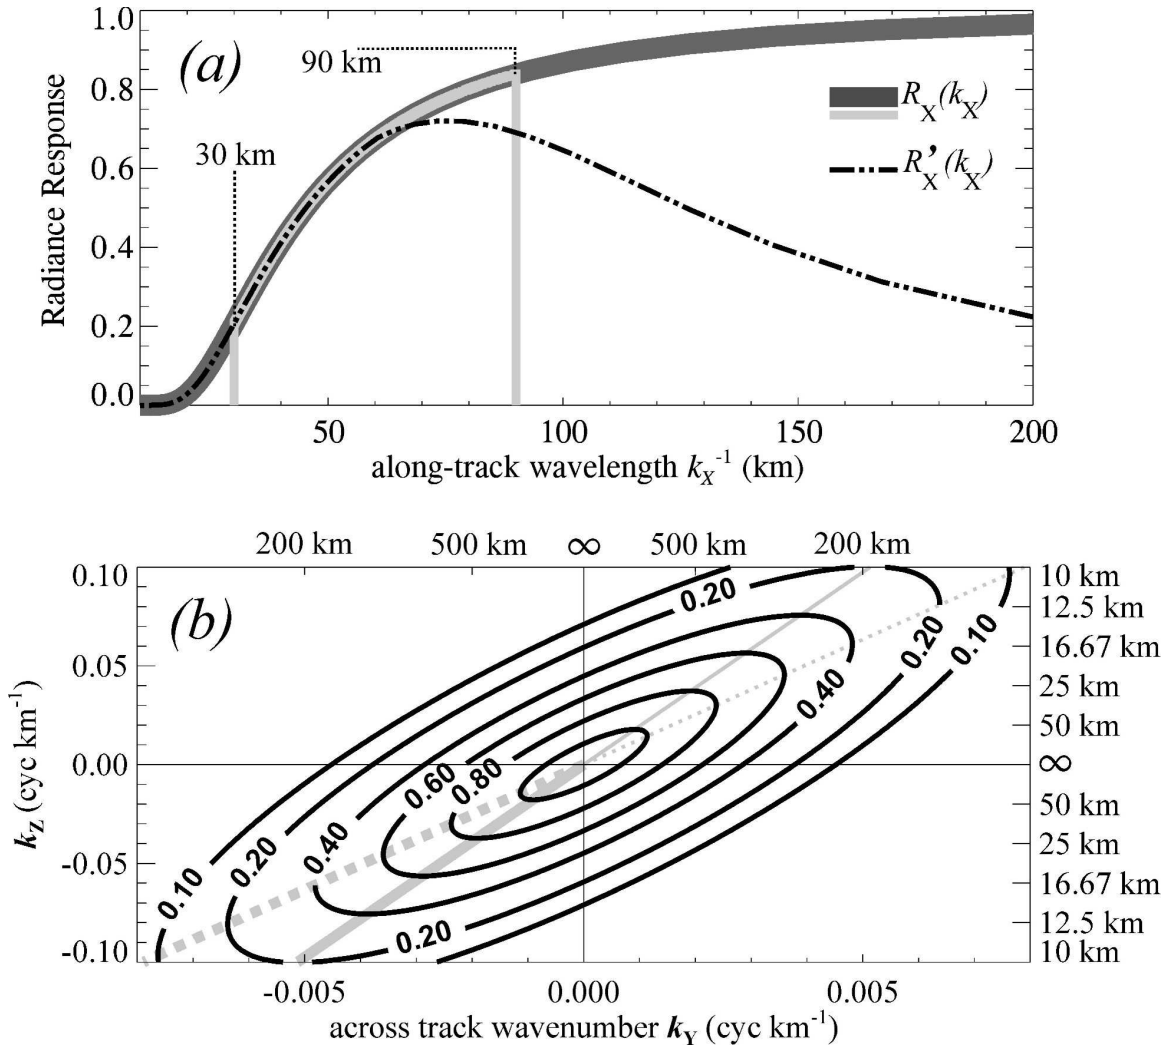 (a)
1.0
0.8
0.6
0.4
0.2
0.0
Radiance Response
90 km
30 km
R_X(k_X)
R'_X(k_X)
50
100
150
200
along-track wavelength k_X^-1 (km)
200 km
500 km
∞
500 km
200 km
(b)
0.10
0.05
0.00
-0.05
-0.10
k_Z (cyc km^-1)
0.20
0.10
0.20
0.40
0.60
0.80
0.40
0.20
0.10
0.20
10 km
12.5 km
16.67 km
25 km
50 km
∞
50 km
25 km
16.67 km
12.5 km
10 km
-0.005
0.000
0.005
across track wavenumber k_Y (cyc km^-1)